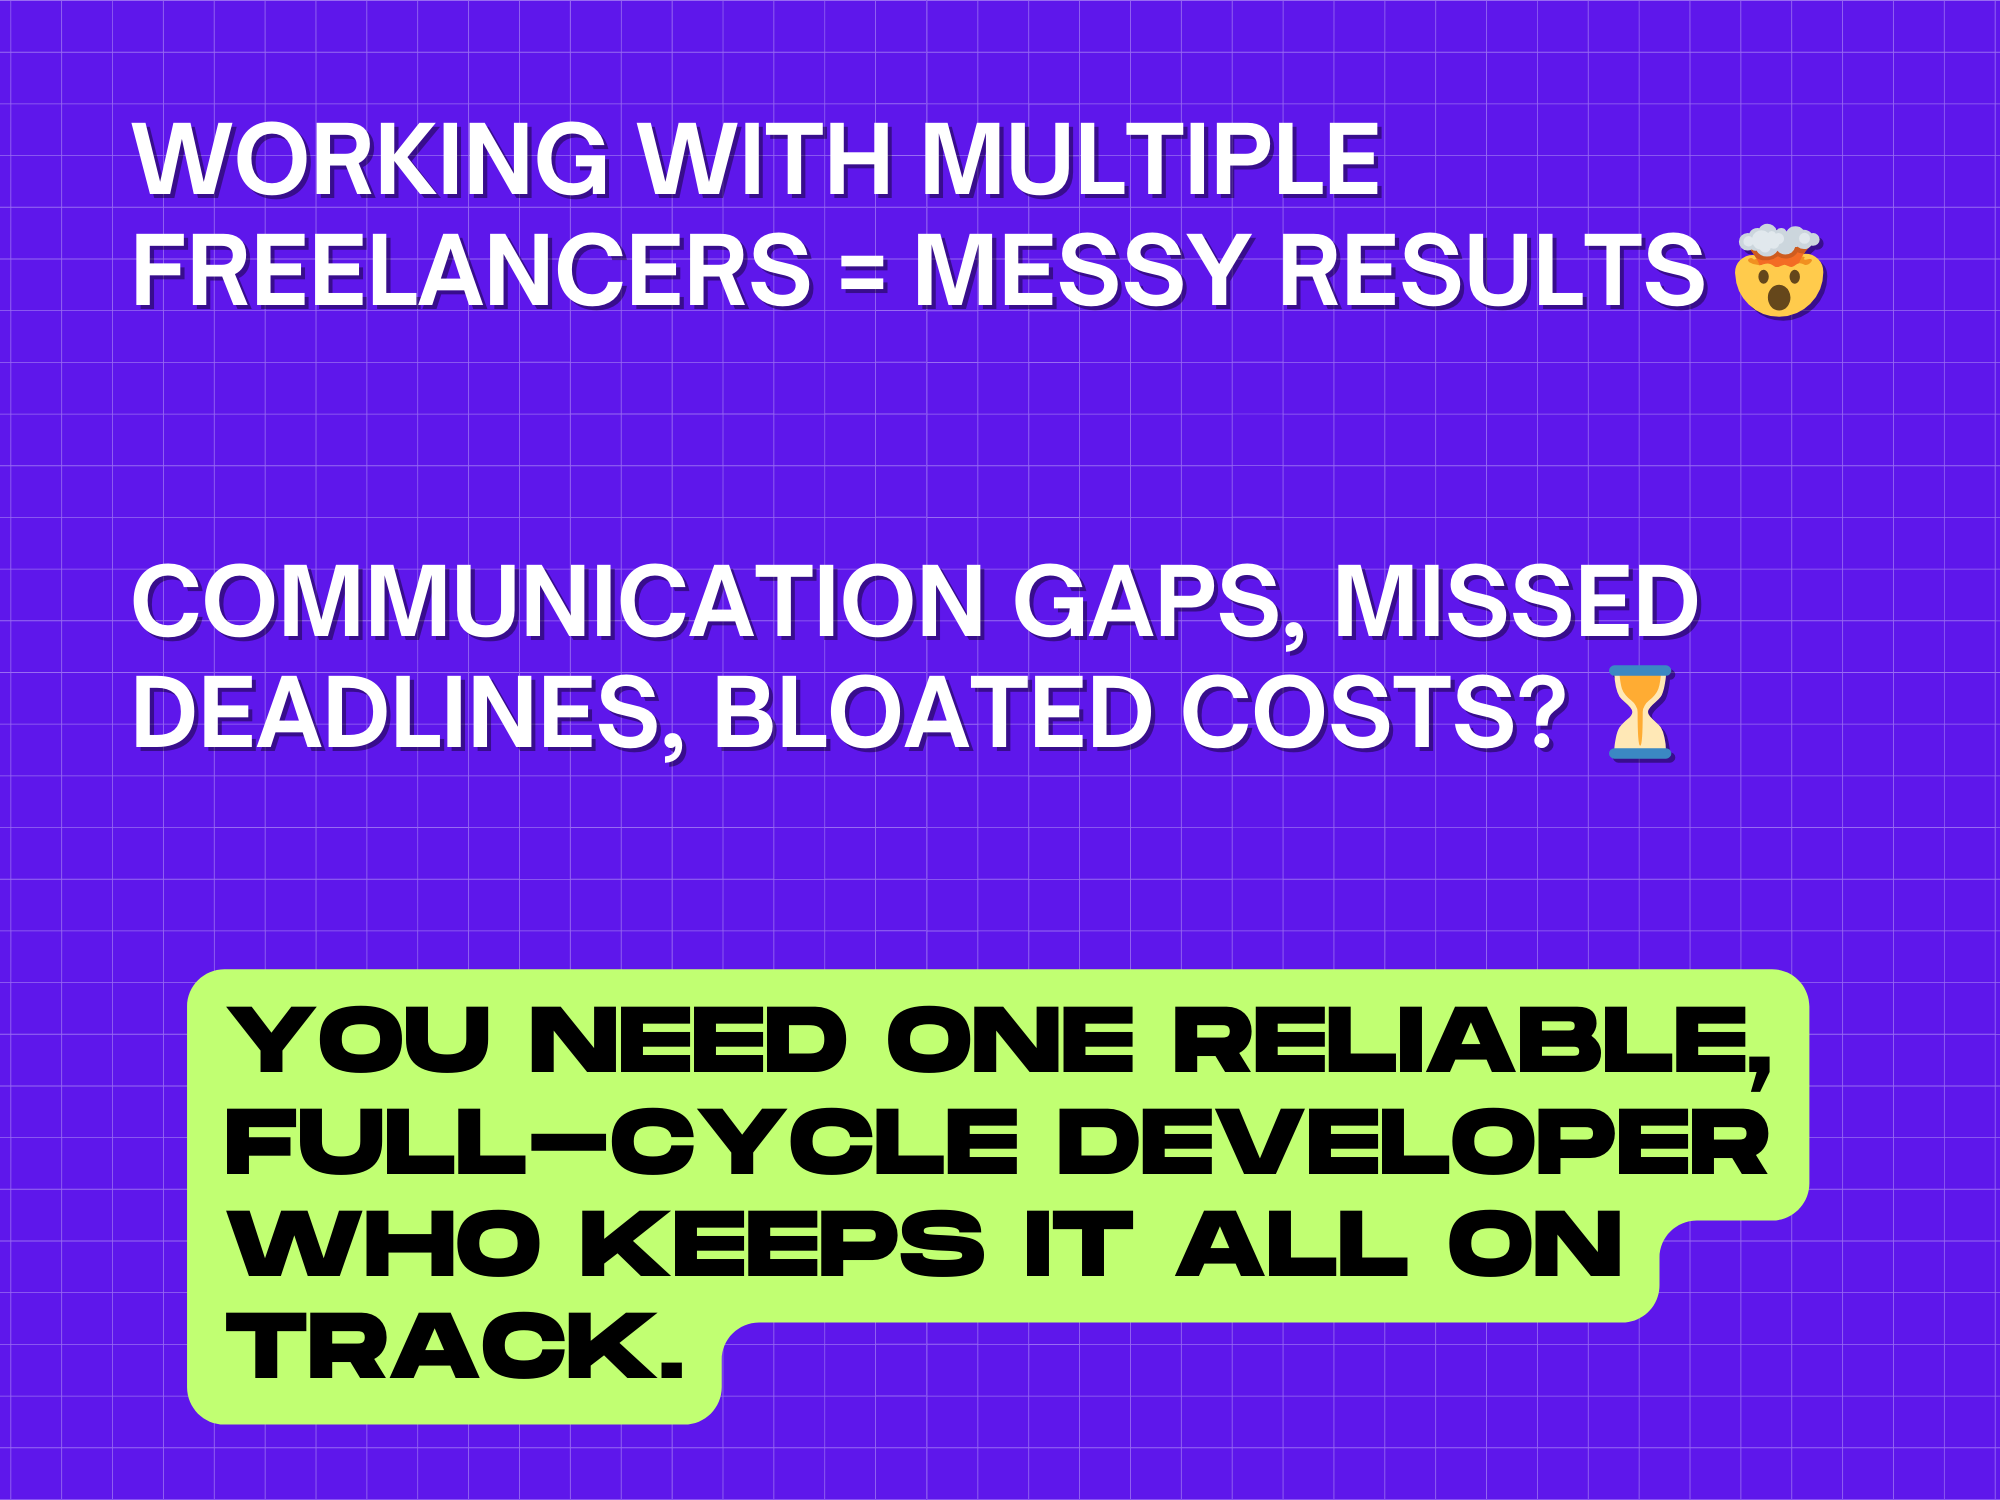 WORKING WITH MULTIPLE
FREELANCERS = MESSY RESULTS 🤯
COMMUNICATION GAPS, MISSED
DEADLINES, BLOATED COSTS? ⏳
YOU NEED ONE RELIABLE,
FULL-CYCLE DEVELOPER
WHO KEEPS IT ALL ON
TRACK.